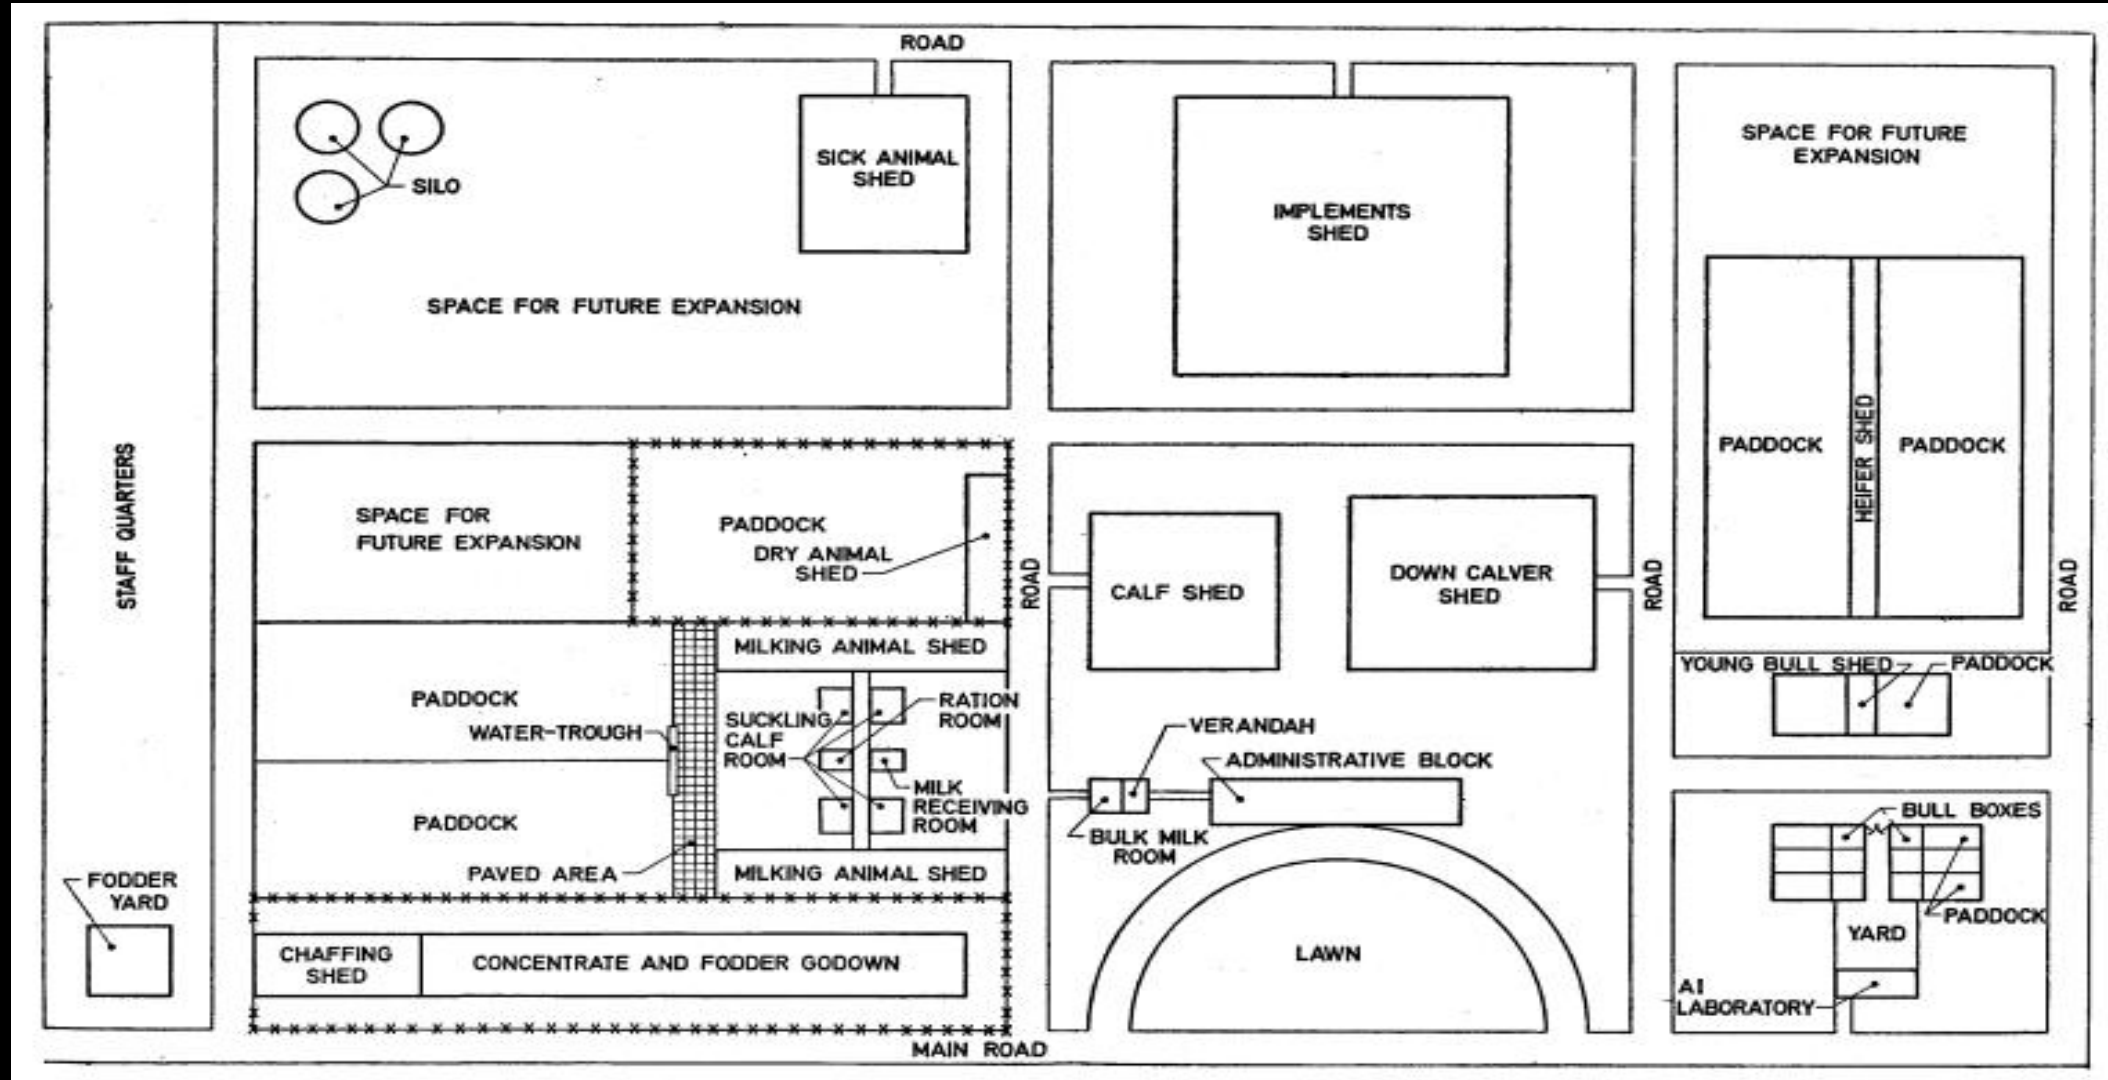 ROAD
SICK ANIMAL
SHED
SILO
SPACE FOR FUTURE EXPANSION
IMPLEMENTS
SHED
SPACE FOR FUTURE
EXPANSION
PADDOCK
HEIFER SHED
PADDOCK
STAFF QUARTERS
SPACE FOR
FUTURE EXPANSION
PADDOCK
DRY ANIMAL
SHED
ROAD
CALF SHED
DOWN CALVER
SHED
ROAD
ROAD
MILKING ANIMAL SHED
YOUNG BULL SHED
PADDOCK
PADDOCK
WATER-TROUGH
SUCKLING
CALF
ROOM
RATION
ROOM
MILK
RECEIVING
ROOM
VERANDAH
ADMINISTRATIVE BLOCK
BULK MILK
ROOM
PADDOCK
PAVED AREA
MILKING ANIMAL SHED
BULL BOXES
PADDOCK
YARD
AI
LABORATORY
FODDER
YARD
CHAFFING
SHED
CONCENTRATE AND FODDER GODOWN
LAWN
MAIN ROAD